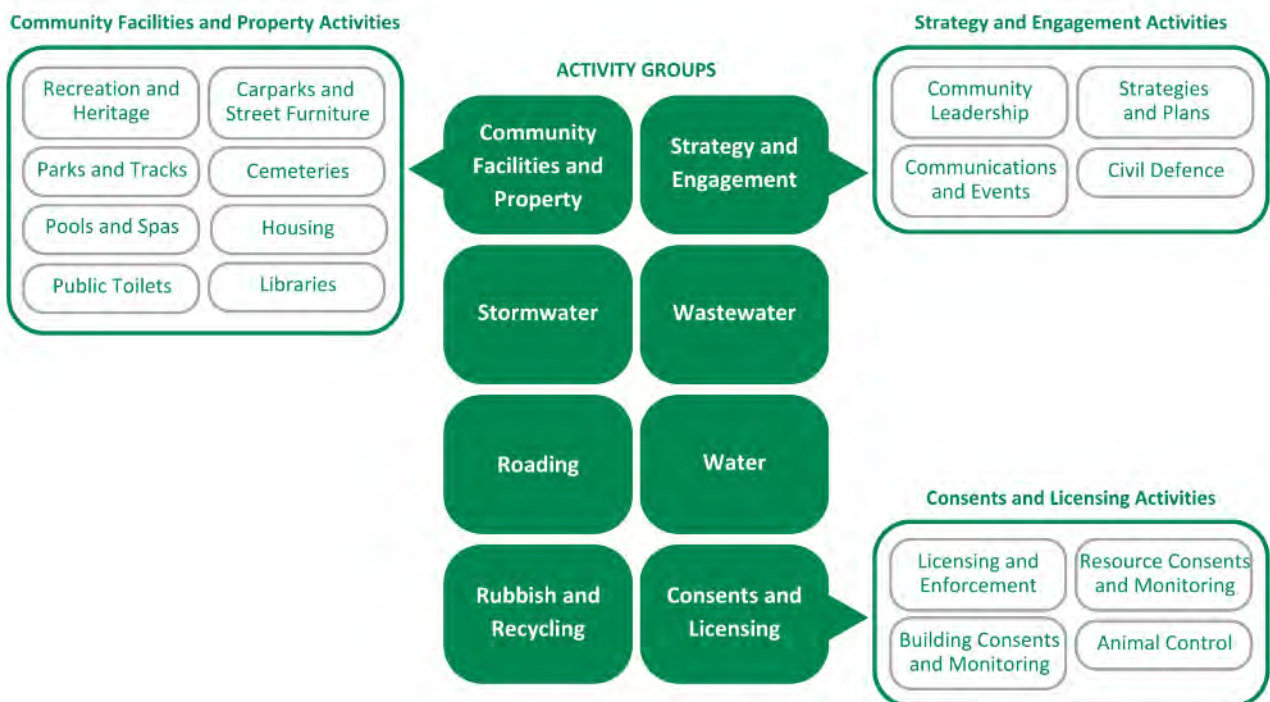 Community Facilities and Property Activities
Recreation and
Heritage
Carparks and
Street Furniture
Parks and Tracks
Cemeteries
Pools and Spas
Housing
Public Toilets
Libraries
ACTIVITY GROUPS
Community
Facilities and
Property
Strategy and
Engagement
Stormwater
Wastewater
Roading
Water
Rubbish and
Recycling
Consents and
Licensing
Strategy and Engagement Activities
Community
Leadership
Strategies
and Plans
Communications
and Events
Civil Defence
Consents and Licensing Activities
Licensing and
Enforcement
Resource Consents
and Monitoring
Building Consents
and Monitoring
Animal Control